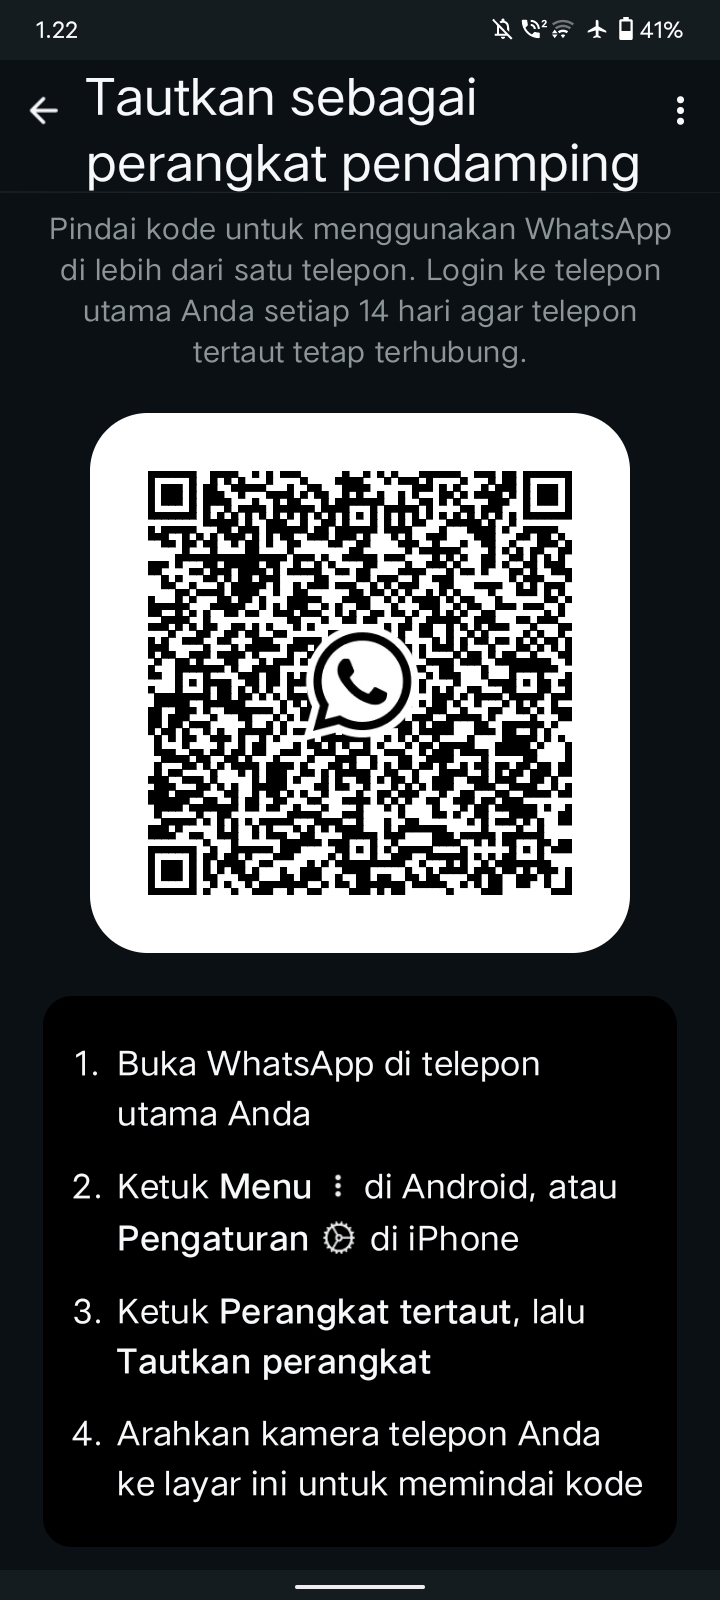 1.22
2
41%
Tautkan sebagai
perangkat pendamping
Pindai kode untuk menggunakan WhatsApp
di lebih dari satu telepon. Login ke telepon
utama Anda setiap 14 hari agar telepon
tertaut tetap terhubung.
1. Buka WhatsApp di telepon
utama Anda
2. Ketuk Menu ⋮ di Android, atau
Pengaturan di iPhone
3. Ketuk Perangkat tertaut, lalu
Tautkan perangkat
4. Arahkan kamera telepon Anda
ke layar ini untuk memindai kode